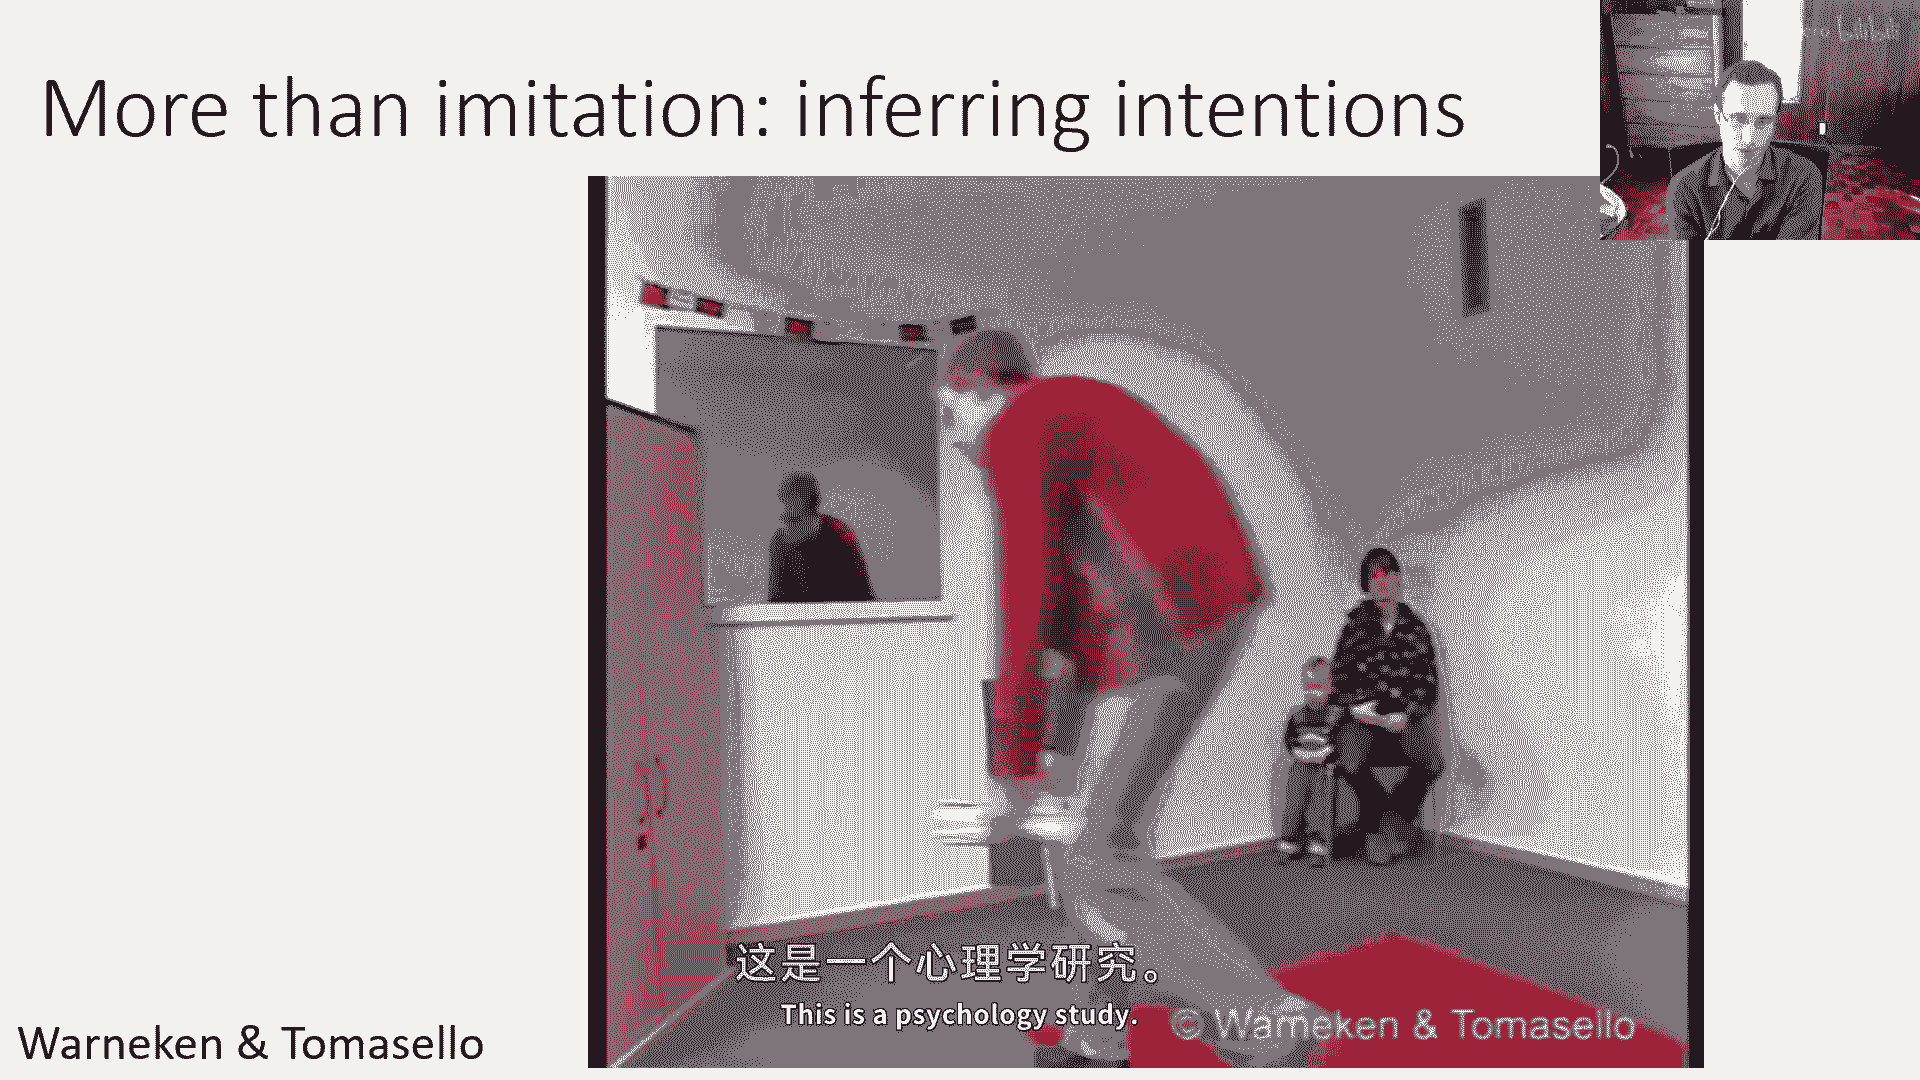 More than imitation: inferring intentions
这是一个心理学研究。
This is a psychology study.
© Warneken & Tomasello
Warneken & Tomasello